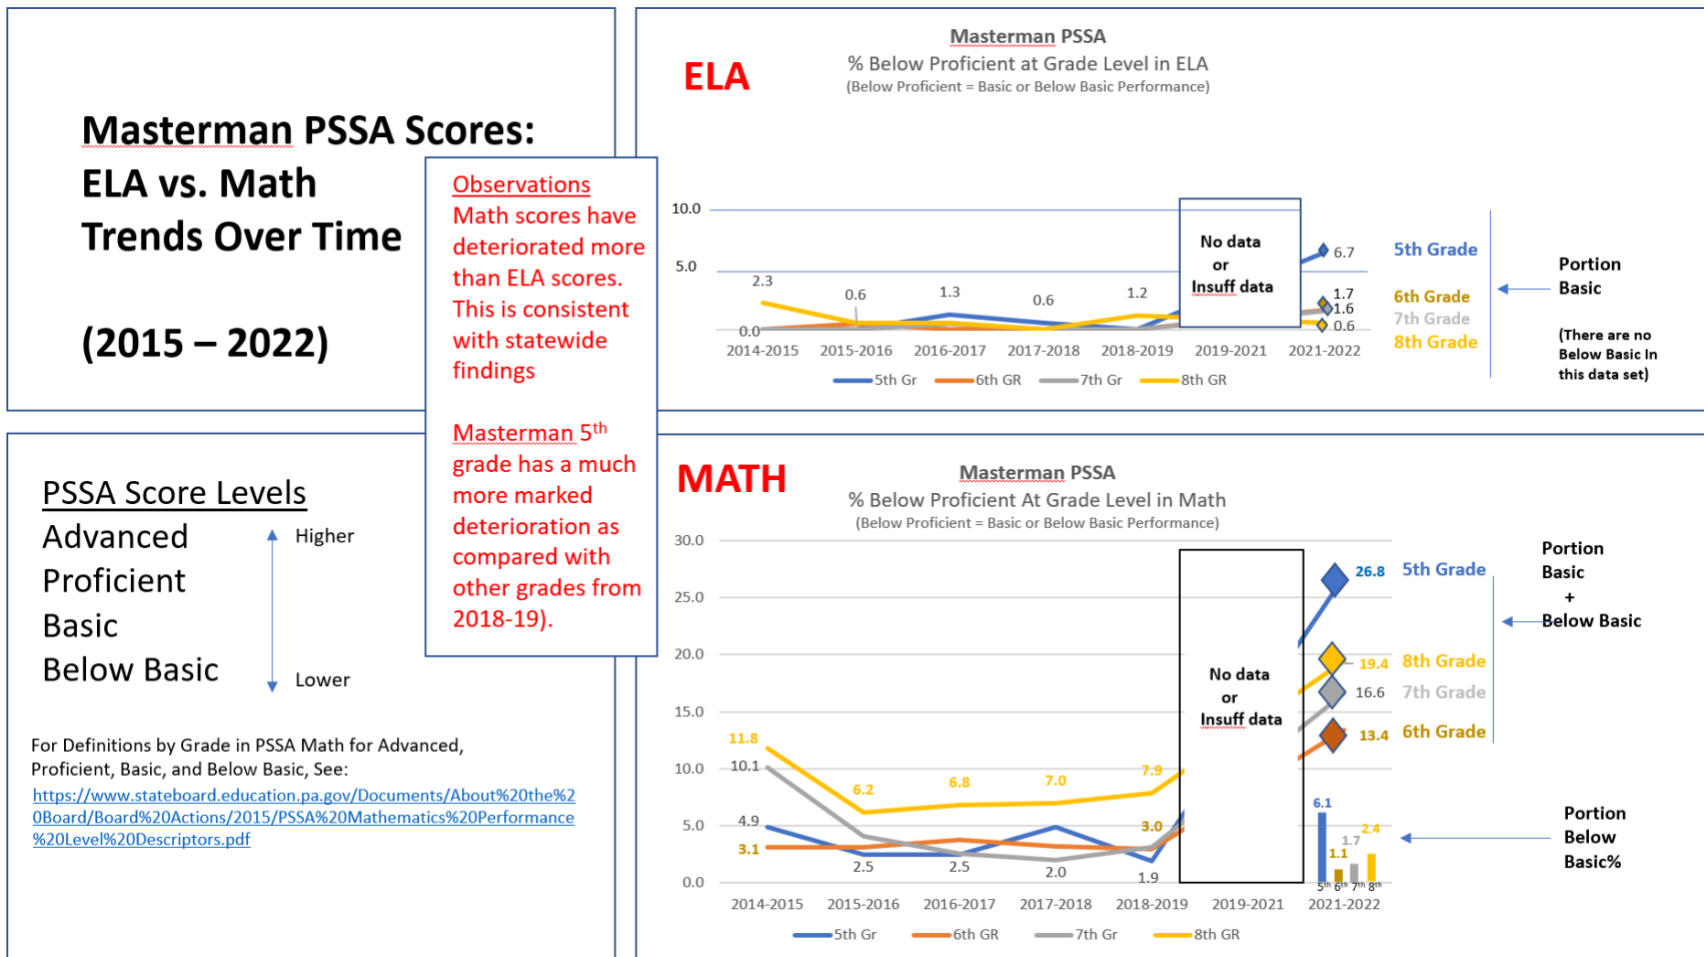 Masterman PSSA Scores:
ELA vs. Math
Trends Over Time
(2015 – 2022)
Observations
Math scores have
deteriorated more
than ELA scores.
This is consistent
with statewide
findings
Masterman 5th
grade has a much
more marked
deterioration as
compared with
other grades from
2018-19).
ELA
Masterman PSSA
% Below Proficient at Grade Level in ELA
(Below Proficient = Basic or Below Basic Performance)
10.0
5.0
0.0
2.3
0.6
1.3
0.6
1.2
No data
or
Insuff data
6.7
1.7
1.6
0.6
2014-2015
2015-2016
2016-2017
2017-2018
2018-2019
2019-2021
2021-2022
5th Gr
6th GR
7th Gr
8th GR
5th Grade
6th Grade
7th Grade
8th Grade
Portion
Basic
(There are no
Below Basic In
this data set)
PSSA Score Levels
Advanced
Proficient
Basic
Below Basic
Higher
Lower
For Definitions by Grade in PSSA Math for Advanced,
Proficient, Basic, and Below Basic, See:
https://www.stateboard.education.pa.gov/Documents/About%20the%2
0Board/Board%20Actions/2015/PSSA%20Mathematics%20Performance
%20Level%20Descriptors.pdf
MATH
Masterman PSSA
% Below Proficient At Grade Level in Math
(Below Proficient = Basic or Below Basic Performance)
30.0
25.0
20.0
15.0
10.0
5.0
0.0
11.8
10.1
4.9
3.1
6.2
2.5
6.8
2.5
7.0
2.0
7.9
3.0
1.9
No data
or
Insuff data
26.8
19.4
16.6
13.4
5th Grade
8th Grade
7th Grade
6th Grade
Portion
Basic
+
Below Basic
6.1
1.1
1.7
2.4
5th 6th 7th 8th
Portion
Below
Basic%
2014-2015
2015-2016
2016-2017
2017-2018
2018-2019
2019-2021
2021-2022
5th Gr
6th GR
7th Gr
8th GR